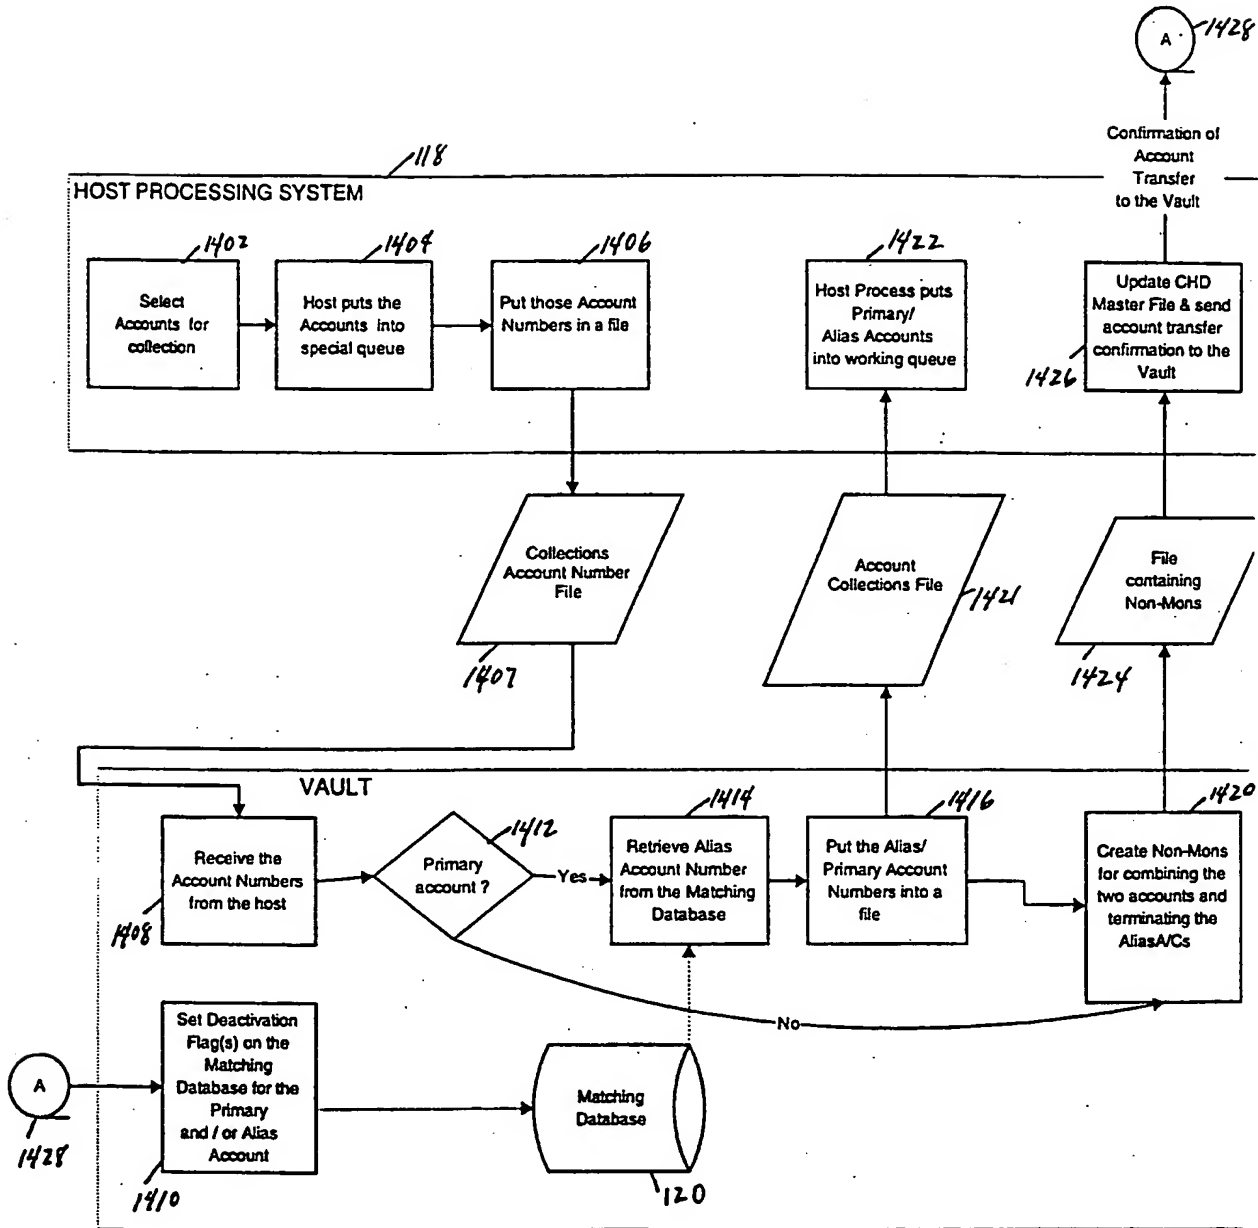 A
1428
Confirmation of
Account
Transfer
to the Vault
118
HOST PROCESSING SYSTEM
1402
Select
Accounts for
collection
1404
Host puts the
Accounts into
special queue
1406
Put those Account
Numbers in a file
1422
Host Process puts
Primary/
Alias Accounts
into working queue
Update CHD
Master File & send
account transfer
confirmation to the
Vault
1426
Collections
Account Number
File
1407
Account
Collections File
1421
File
containing
Non-Mons
1424
VAULT
Receive the
Account Numbers
from the host
1408
1412
Primary
account ?
Yes
1414
Retrieve Alias
Account Number
from the Matching
Database
1416
Put the Alias/
Primary Account
Numbers into a
file
1420
Create Non-Mons
for combining the
two accounts and
terminating the
AliasA/Cs
No
A
1428
Set Deactivation
Flag(s) on the
Matching
Database for the
Primary
and / or Alias
Account
1410
Matching
Database
120